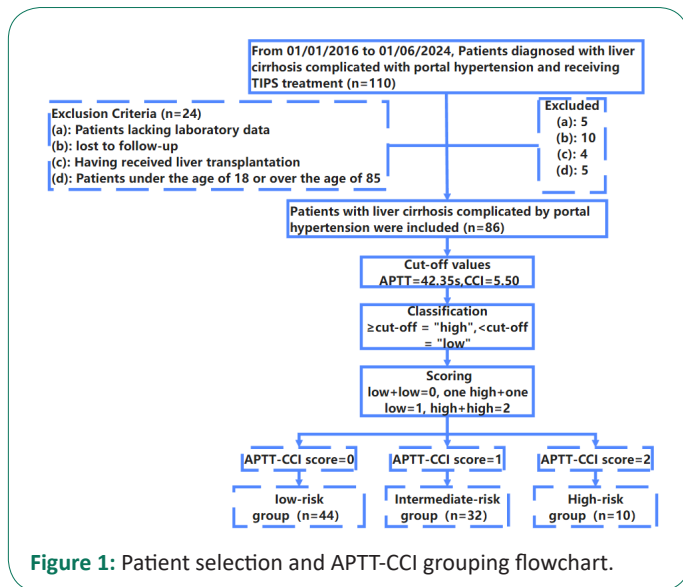 From 01/01/2016 to 01/06/2024, Patients diagnosed with liver
cirrhosis complicated with portal hypertension and receiving
TIPS treatment (n=110)
Exclusion Criteria (n=24)
(a): Patients lacking laboratory data
(b): lost to follow-up
(c): Having received liver transplantation
(d): Patients under the age of 18 or over the age of 85
Excluded
(a): 5
(b): 10
(c): 4
(d): 5
Patients with liver cirrhosis complicated by portal
hypertension were included (n=86)
Cut-off values
APTT=42.35s,CCI=5.50
Classification
≥cut-off = "high",<cut-off
= "low"
Scoring
low+low=0, one high+one
low=1, high+high=2
APTT-CCI score=0
APTT-CCI score=1
APTT-CCI score=2
low-risk
group (n=44)
Intermediate-risk
group (n=32)
High-risk
group (n=10)
Figure 1: Patient selection and APTT-CCI grouping flowchart.